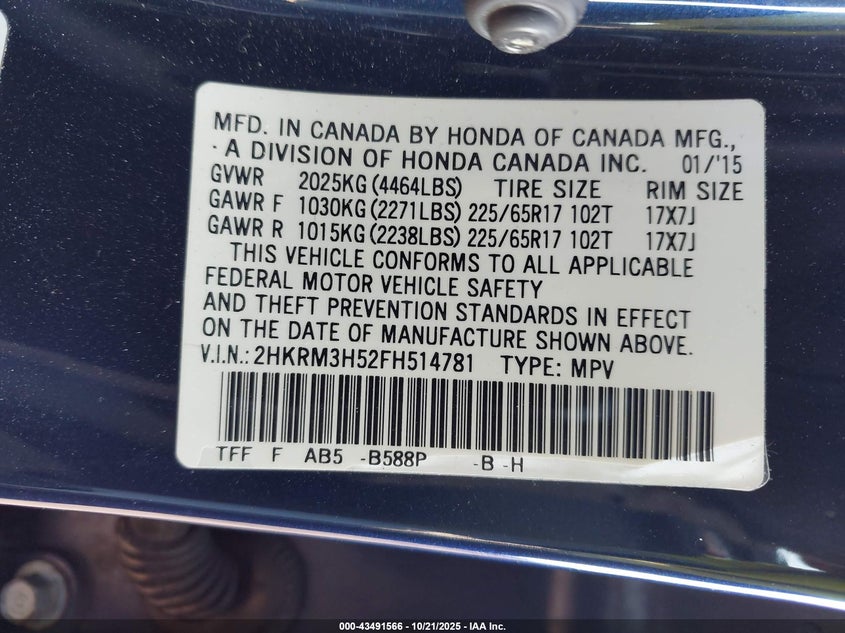 MFD. IN CANADA BY HONDA OF CANADA MFG.,
A DIVISION OF HONDA CANADA INC. 01/'15
GVWR 2025KG (4464LBS) TIRE SIZE RIM SIZE
GAWR F 1030KG (2271LBS) 225/65R17 102T 17X7J
GAWR R 1015KG (2238LBS) 225/65R17 102T 17X7J
THIS VEHICLE CONFORMS TO ALL APPLICABLE
FEDERAL MOTOR VEHICLE SAFETY
AND THEFT PREVENTION STANDARDS IN EFFECT
ON THE DATE OF MANUFACTURE SHOWN ABOVE.
V.I.N.: 2HKRM3H52FH514781 TYPE: MPV
TFF F AB5 -B588P -B -H
000-43491566 - 10/21/2025 - IAA Inc.